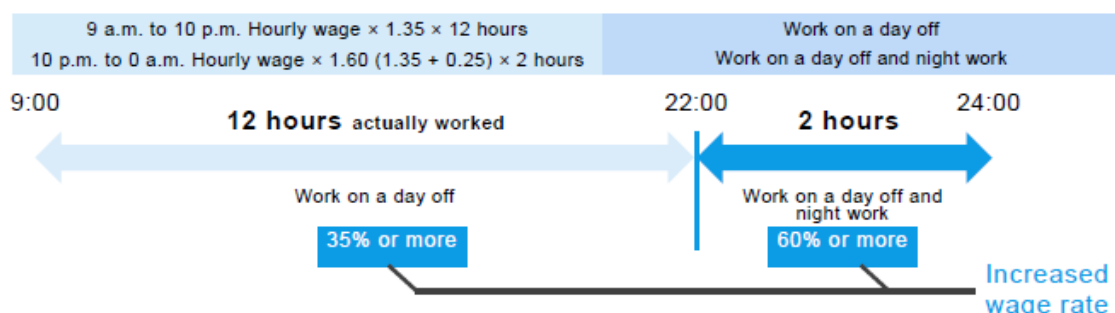 9 a.m. to 10 p.m. Hourly wage × 1.35 × 12 hours
Work on a day off
10 p.m. to 0 a.m. Hourly wage × 1.60 (1.35 + 0.25) × 2 hours
Work on a day off and night work
9:00
22:00
24:00
12 hours actually worked
2 hours
Work on a day off
Work on a day off and
night work
35% or more
60% or more
Increased
wage rate